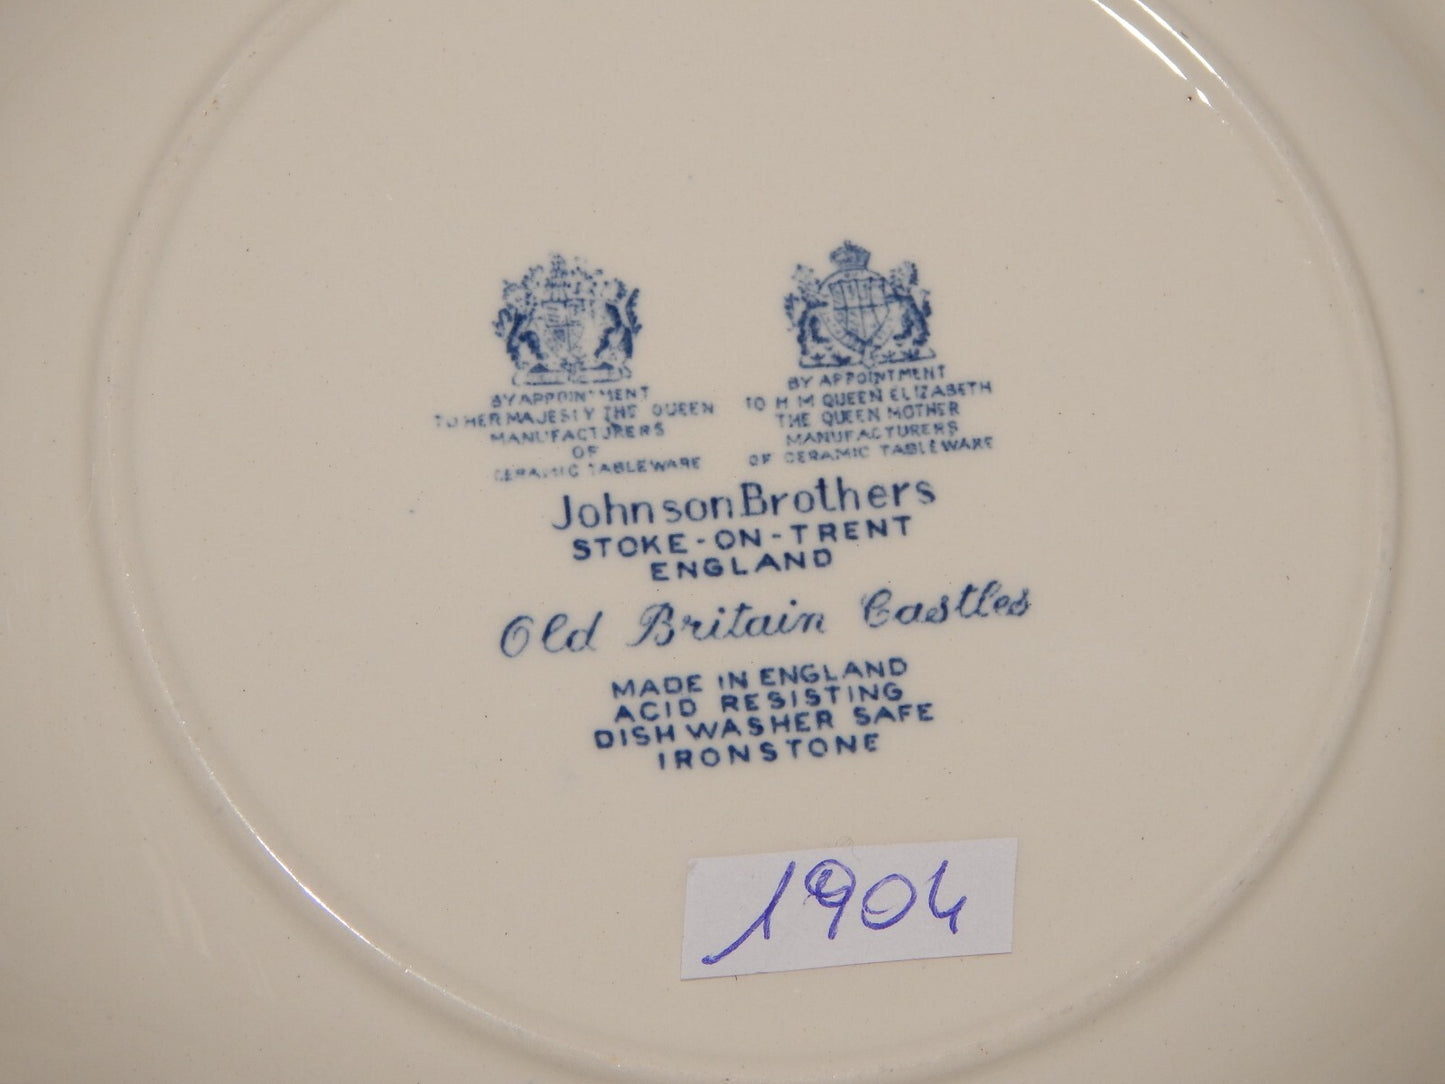 BY APPOINTMENT
TO HER MAJESTY THE QUEEN
MANUFACTURERS
OF
CERAMIC TABLEWARE
BY APPOINTMENT
TO H M QUEEN ELIZABETH
THE QUEEN MOTHER
MANUFACTURERS
OF CERAMIC TABLEWARE
Johnson Brothers
STOKE-ON-TRENT
ENGLAND
Old Britain Castles
MADE IN ENGLAND
ACID RESISTING
DISHWASHER SAFE
IRONSTONE
1904